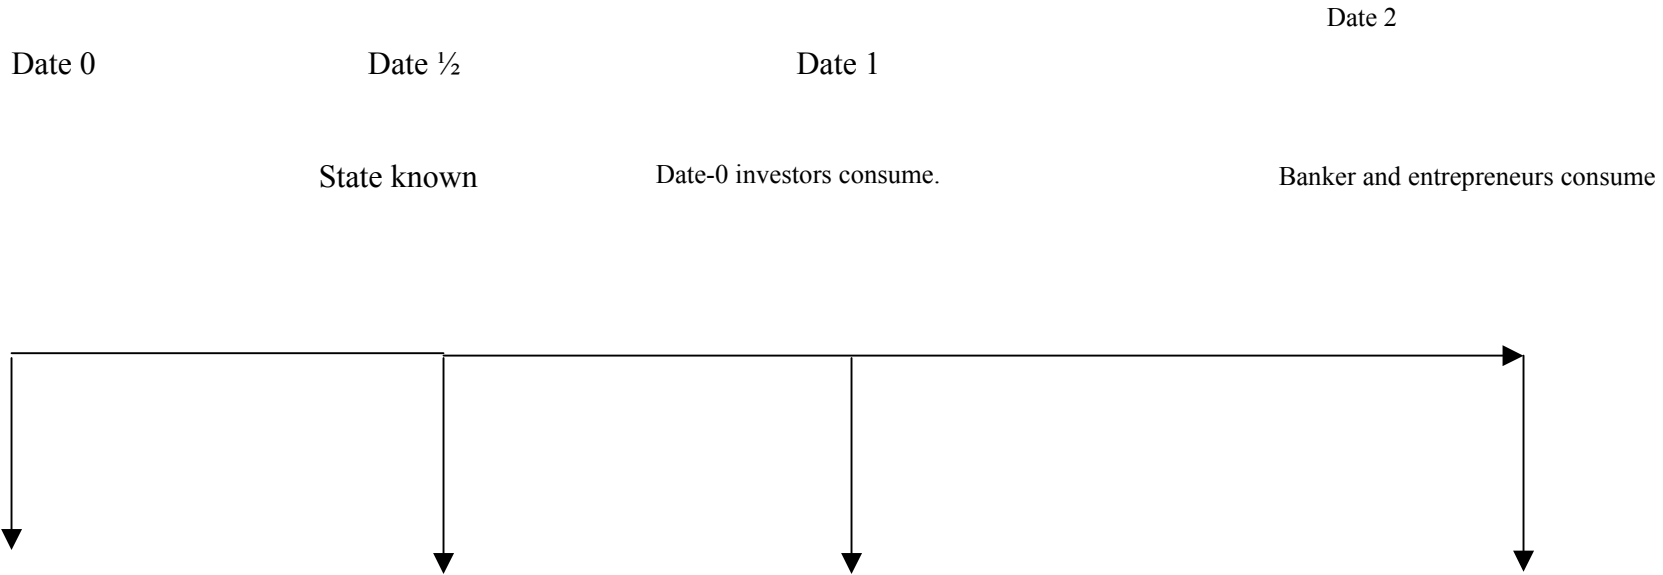 Date 2
Date 0
Date ½
Date 1
State known
Date-0 investors consume.
Banker and entrepreneurs consume